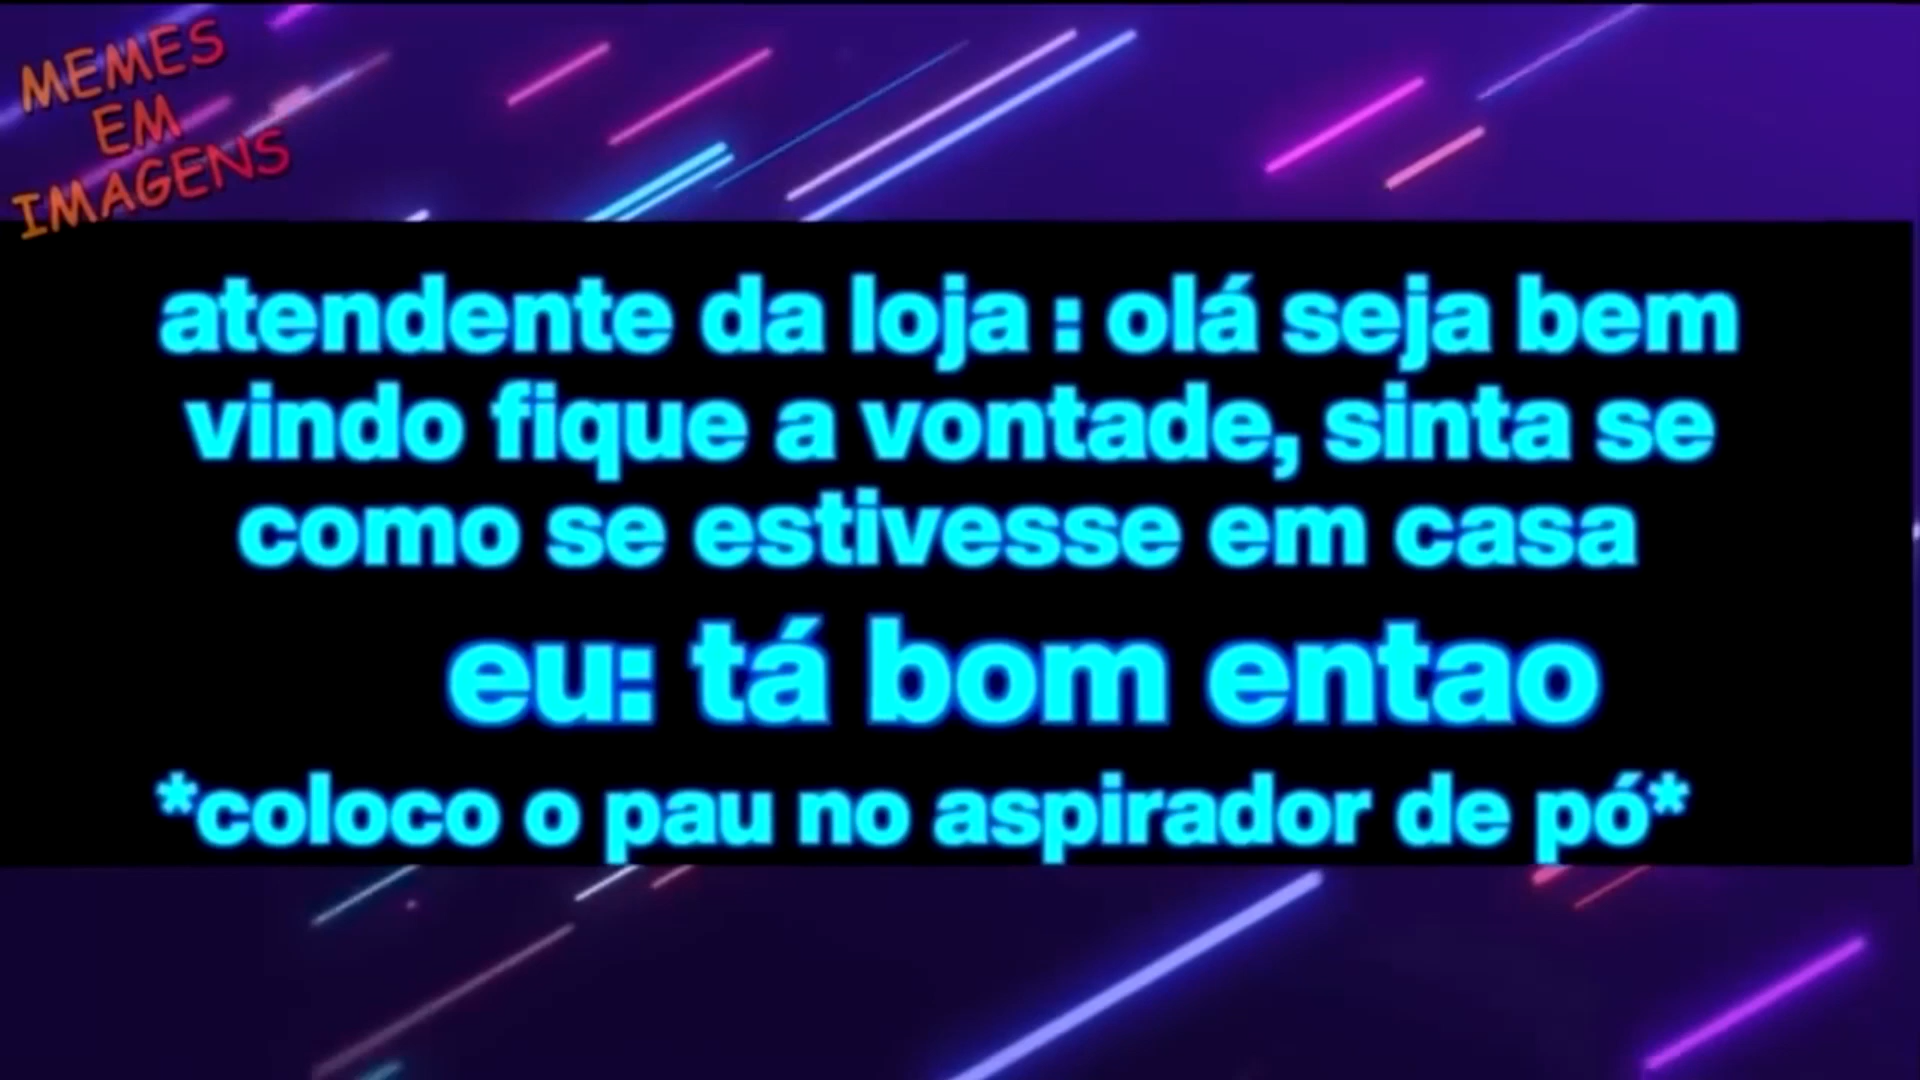 MEMES
EM
IMAGENS
atendente da loja : olá seja bem
vindo fique a vontade, sinta se
como se estivesse em casa
eu: tá bom entao
*coloco o pau no aspirador de pó*